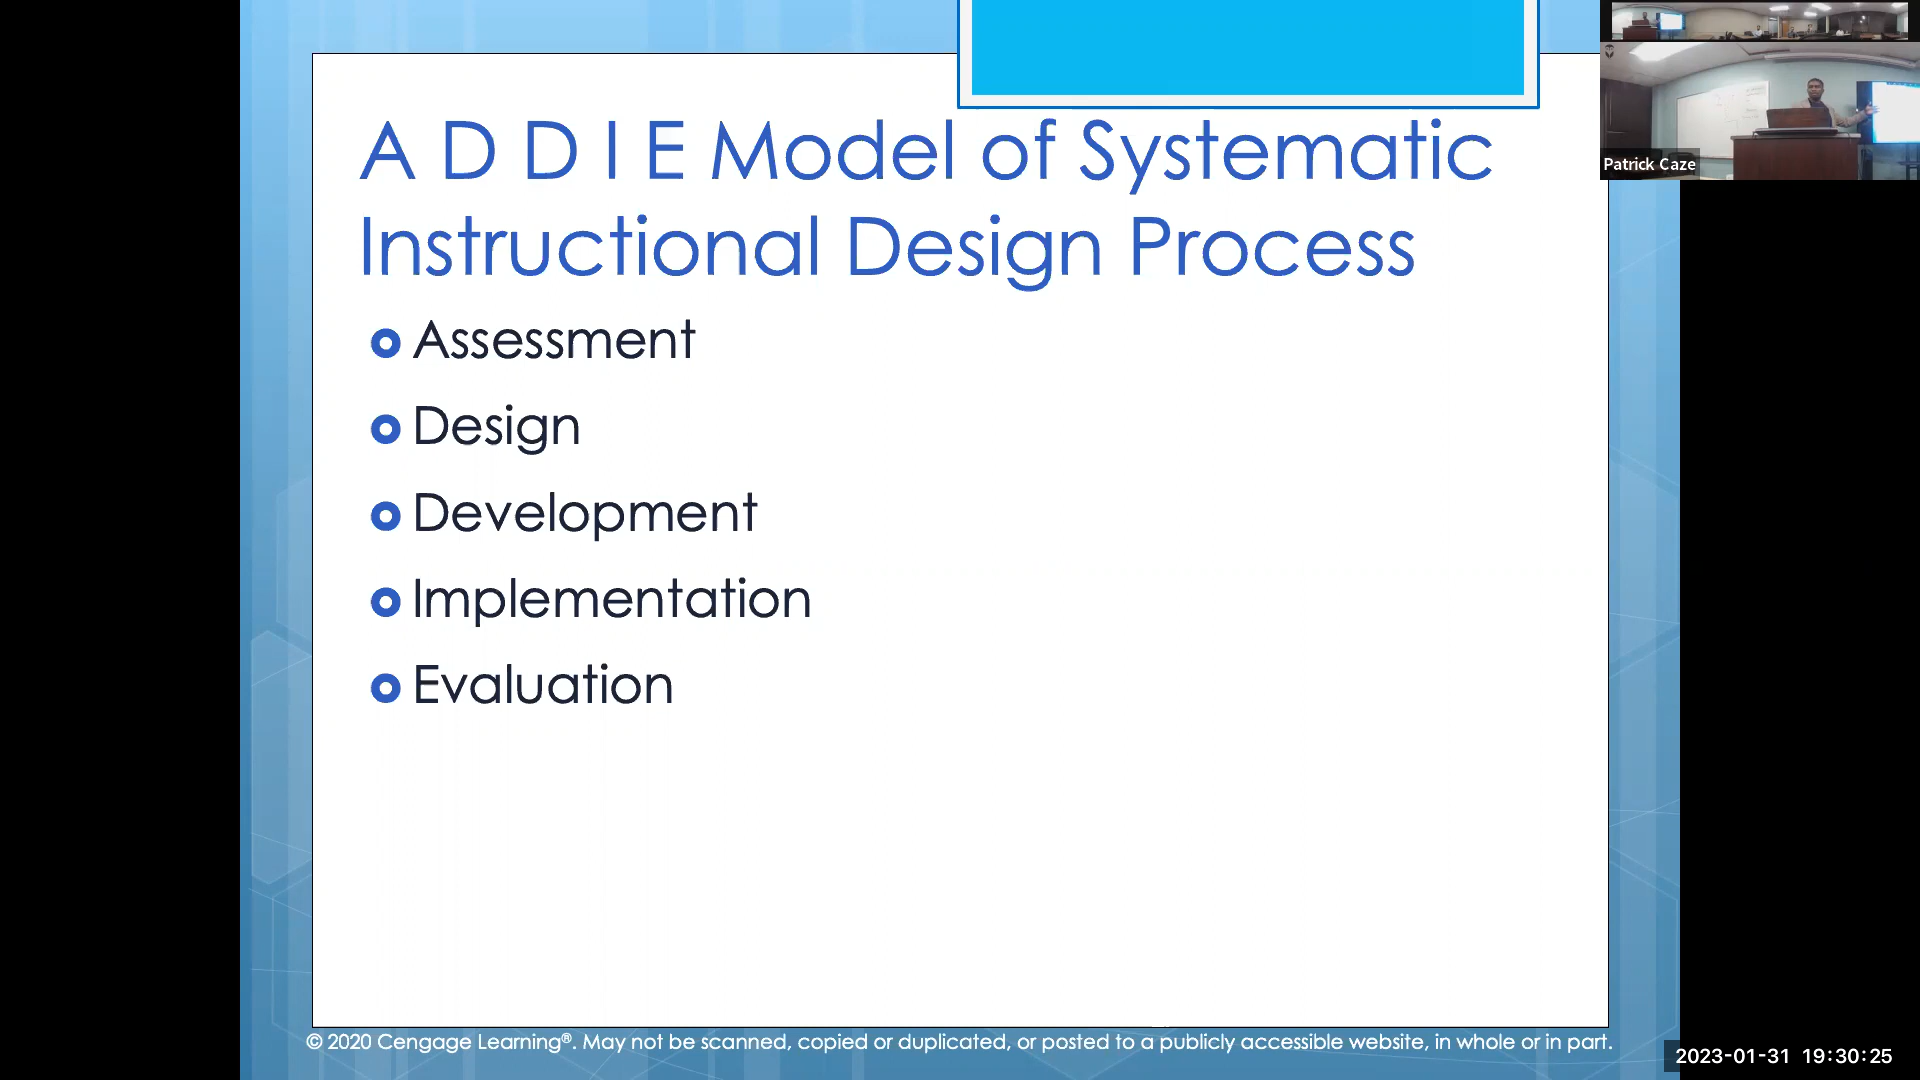 A D D I E Model of Systematic
Instructional Design Process
Assessment
Design
Development
Implementation
Evaluation
© 2020 Cengage Learning®. May not be scanned, copied or duplicated, or posted to a publicly accessible website, in whole or in part.
Patrick Caze
2023-01-31 19:30:25